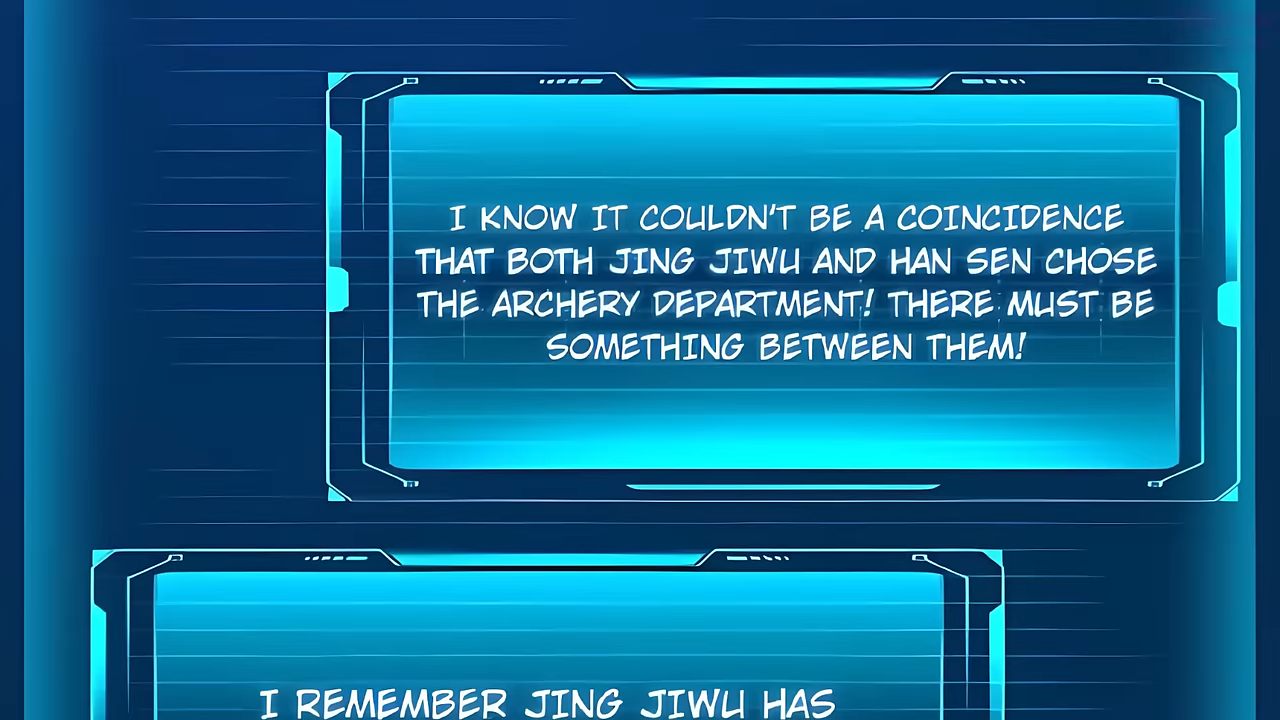 I KNOW IT COULDN'T BE A COINCIDENCE
THAT BOTH JING JIWU AND HAN SEN CHOSE
THE ARCHERY DEPARTMENT! THERE MUST BE
SOMETHING BETWEEN THEM!
I REMEMBER JING JIWU HAS